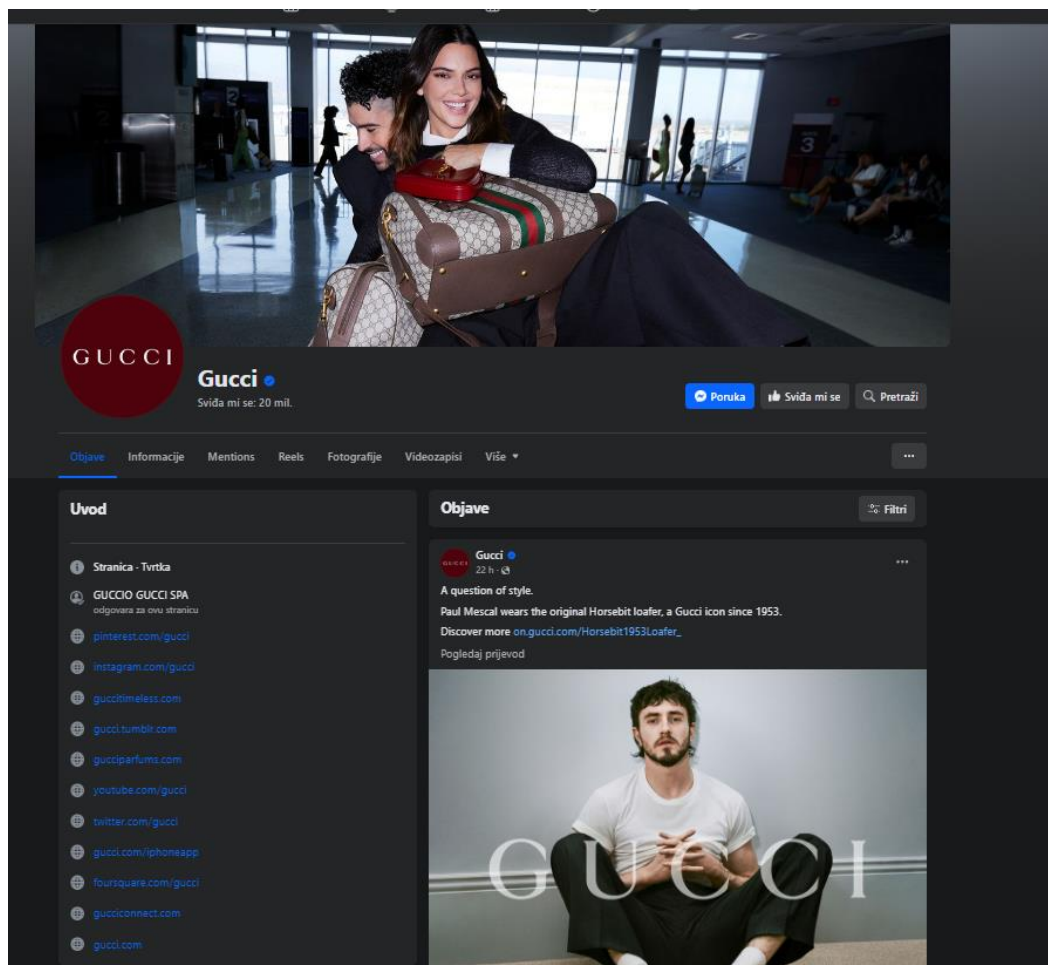 GUCCI
Gucci
Sviđa mi se: 20 mil.
Poruka
Sviđa mi se
Pretraži
Objave
Informacije
Mentions
Reels
Fotografije
Videozapisi
Više
Uvod
Stranica · Tvrtka
GUCCIO GUCCI SPA
odgovara za ovu stranicu
pinterest.com/gucci
instagram.com/gucci
guccitimeless.com
gucci.tumblr.com
gucciparfums.com
youtube.com/gucci
twitter.com/gucci
gucci.com/iphoneapp
foursquare.com/gucci
gucciconnect.com
gucci.com
Objave
Filtri
GUCCI
Gucci
22 h ·
A question of style.
Paul Mescal wears the original Horsebit loafer, a Gucci icon since 1953.
Discover more on.gucci.com/Horsebit1953Loafer_
Pogledaj prijevod
GUCCI
2
3